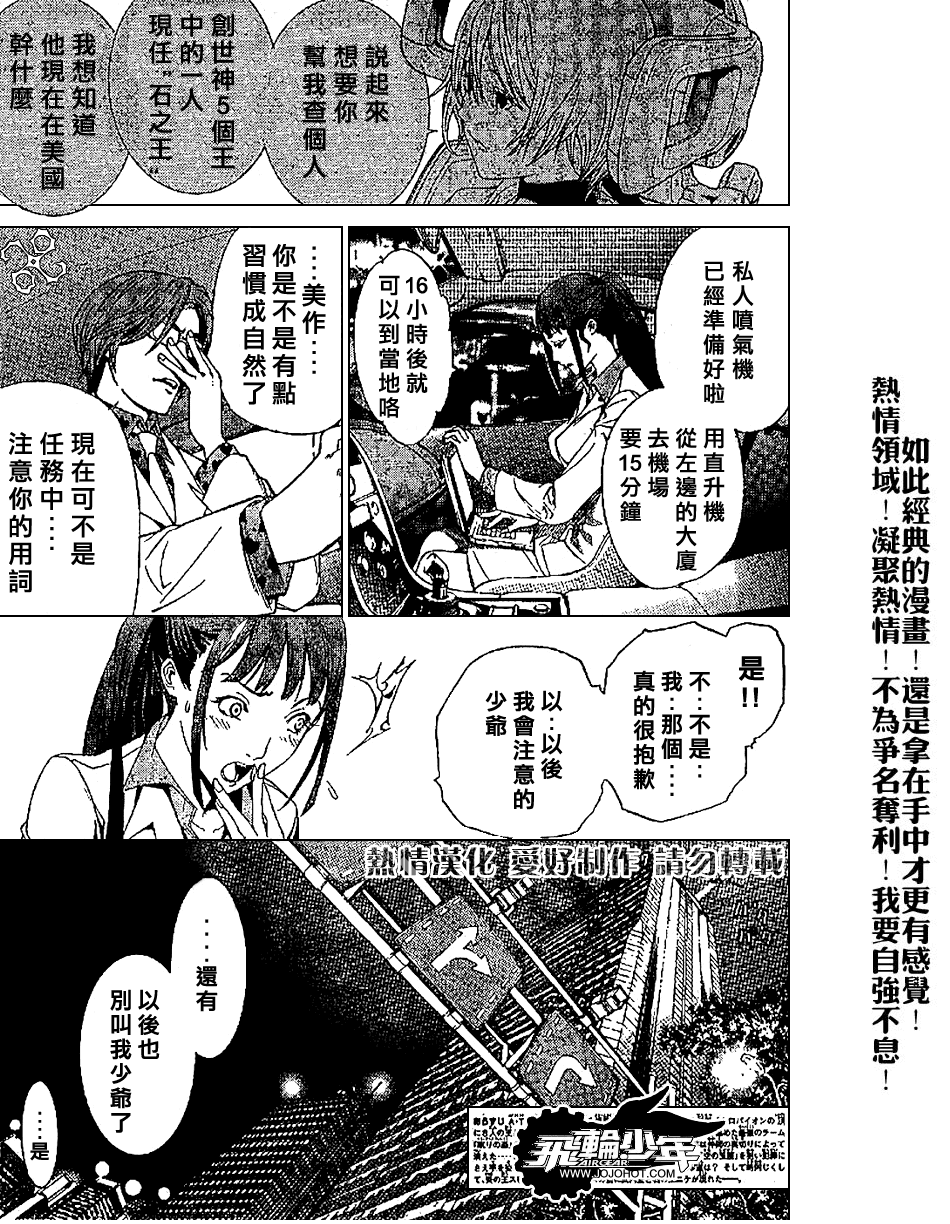 說起來
想要你
幫我查個人
創世神5個王
中的一人
現任"石之王"
我想知道
他現在在美國
幹什麼
私人噴氣機
已經準備好啦
用直升機
從左邊的大廈
去機場
要15分鐘
16小時後就
可以到當地咯
…美作…
你是不是有點
習慣成自然了
現在可不是
任務中…
注意你的用詞
是!!
不…不是…
我…那個…
真的很抱歉
以…以後
我會注意的
少爺
熱情漢化 愛好制作 請勿轉載
…還有
以後也
別叫我少爺了
…是
飛輪少年
AIRGEAR
WWW.JOJOHOT.COM
如此經典的漫畫！還是拿在手中才更有感覺！
熱情領域！凝聚熱情！不為爭名奪利！我要自強不息！